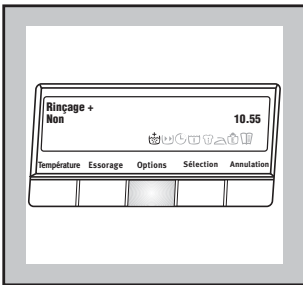 Rinçage +
Non 10.55
Température Essorage Options Sélection Annulation